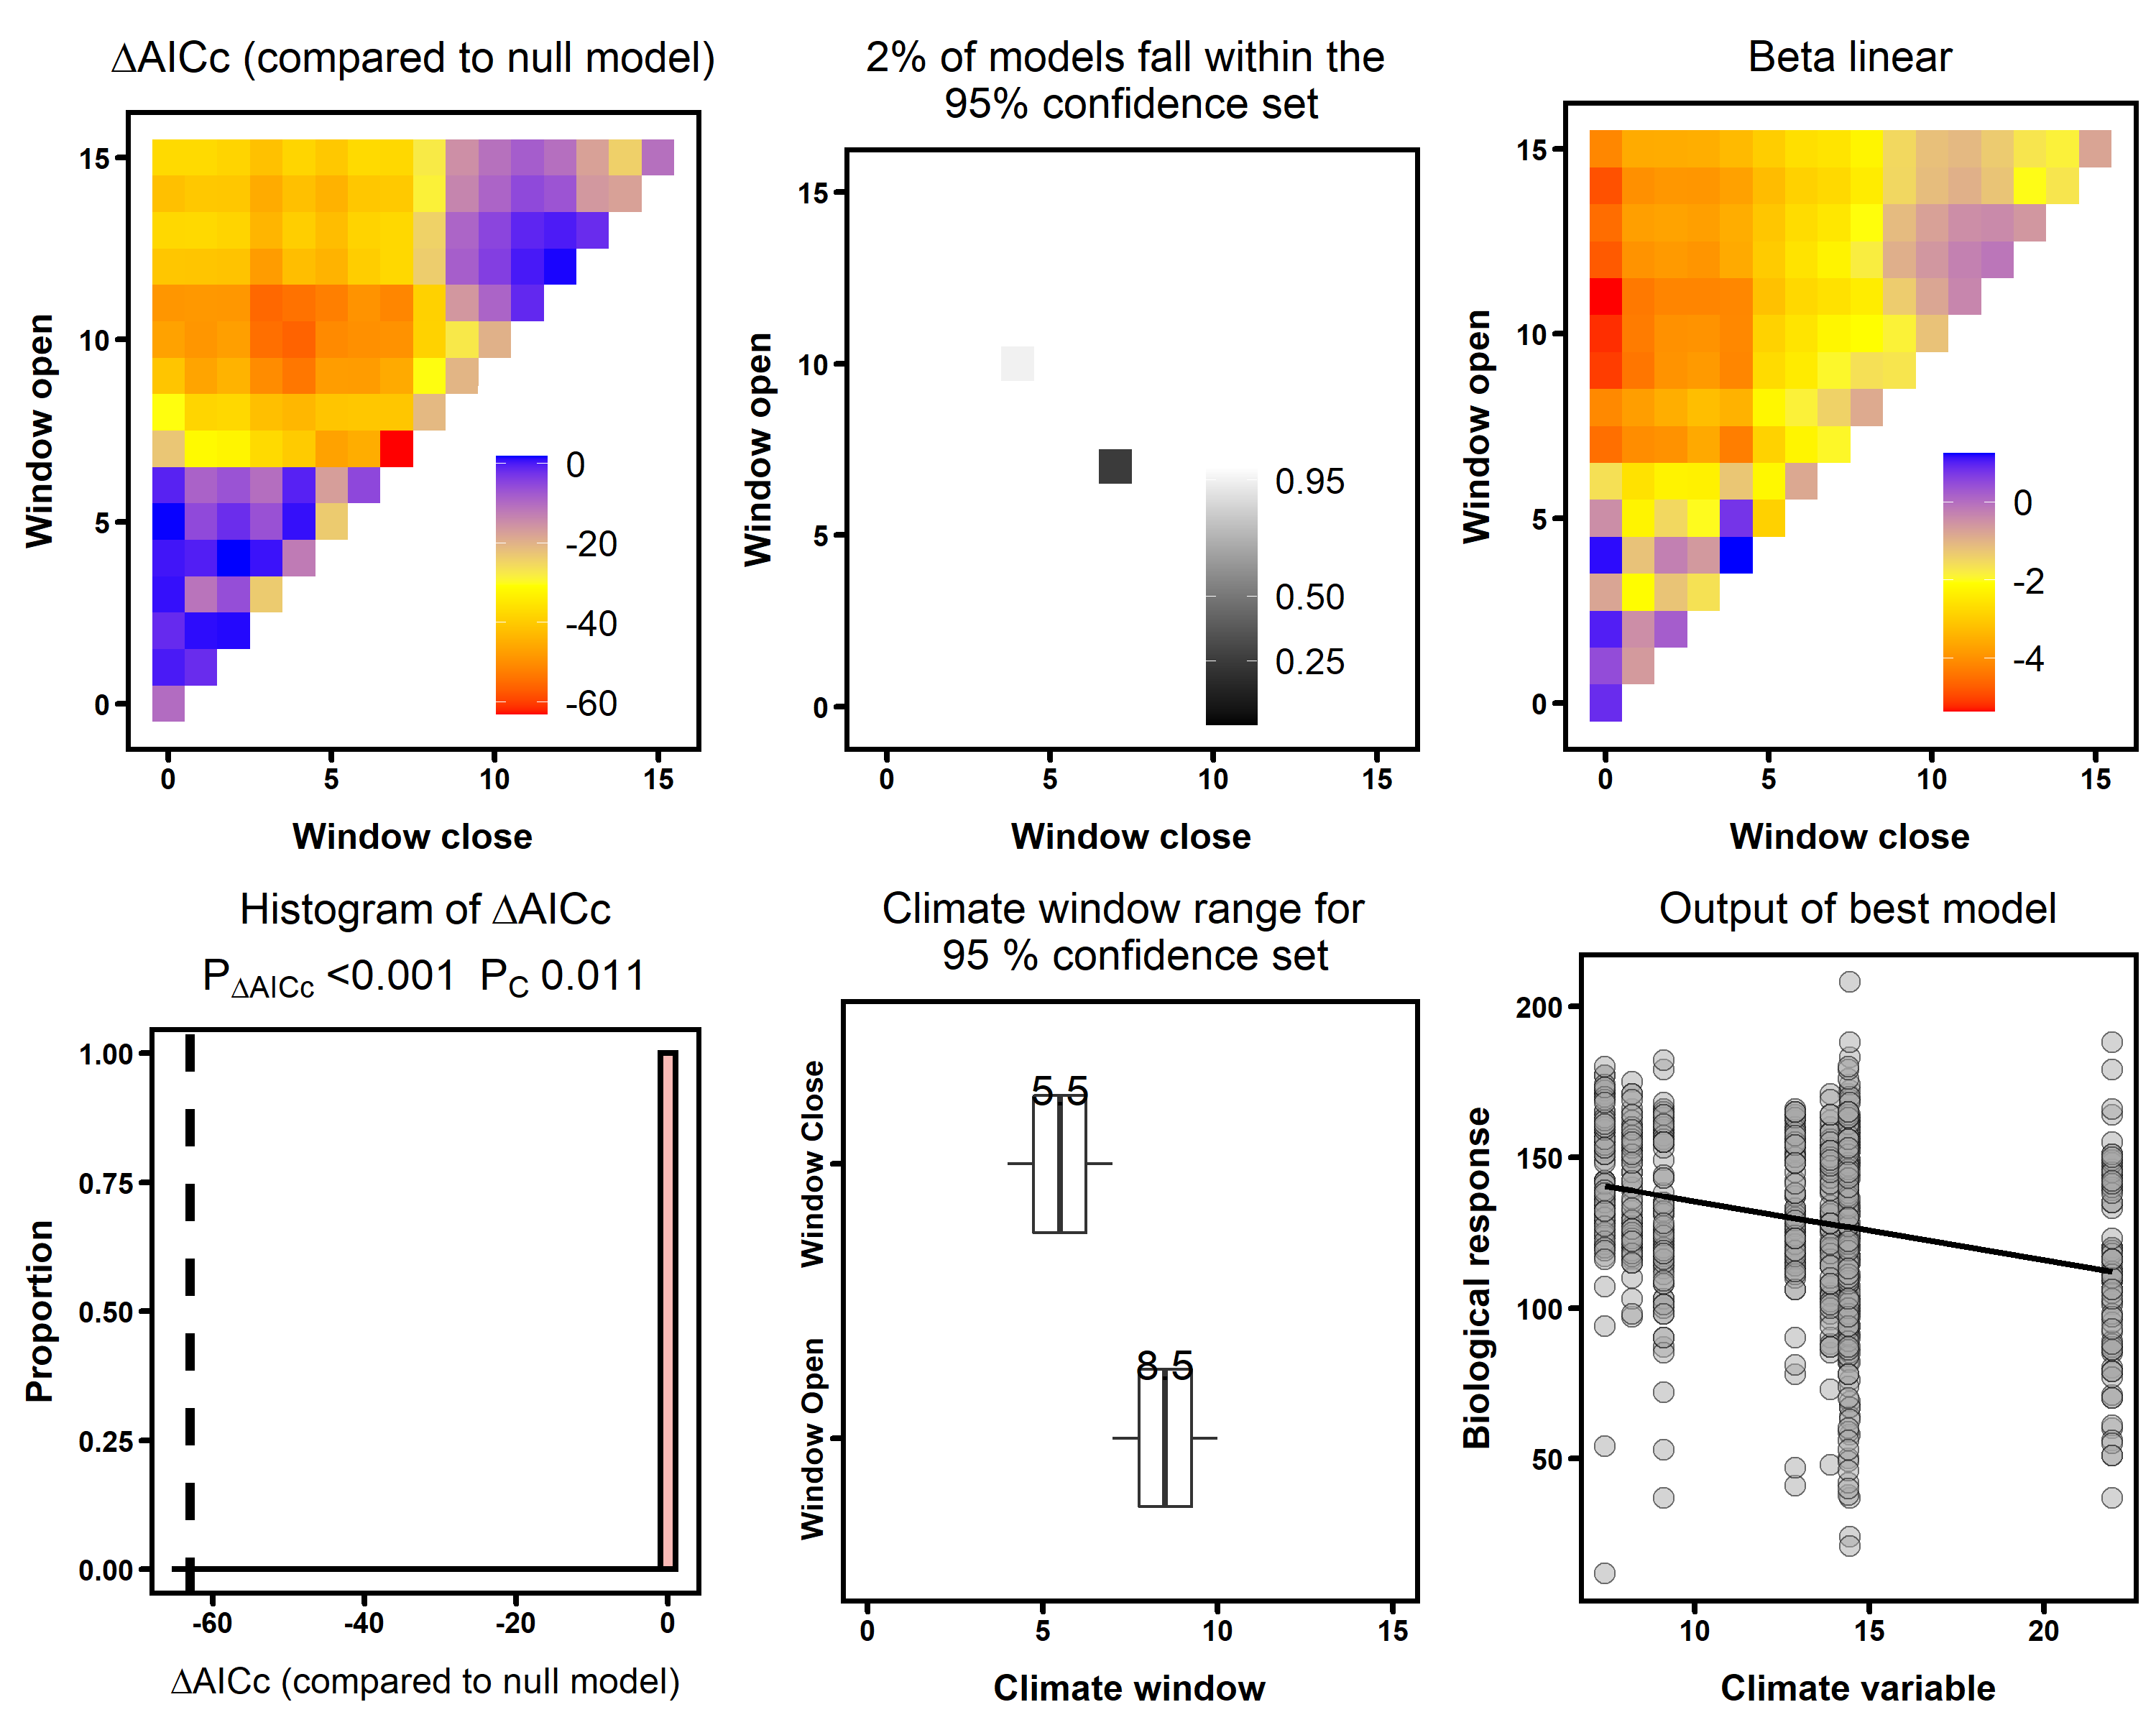 ΔAICc (compared to null model)
Window open
15
10
5
0
0
-20
-40
-60
0 5 10 15
Window close
2% of models fall within the
95% confidence set
Window open
15
10
5
0
0.95
0.50
0.25
0 5 10 15
Window close
Beta linear
Window open
15
10
5
0
0
-2
-4
0 5 10 15
Window close
Histogram of ΔAICc
PΔAICc <0.001 PC 0.011
Proportion
1.00
0.75
0.50
0.25
0.00
-60 -40 -20 0
ΔAICc (compared to null model)
Climate window range for
95 % confidence set
Window Close
5.5
Window Open
8.5
0 5 10 15
Climate window
Output of best model
Biological response
200
150
100
50
10 15 20
Climate variable